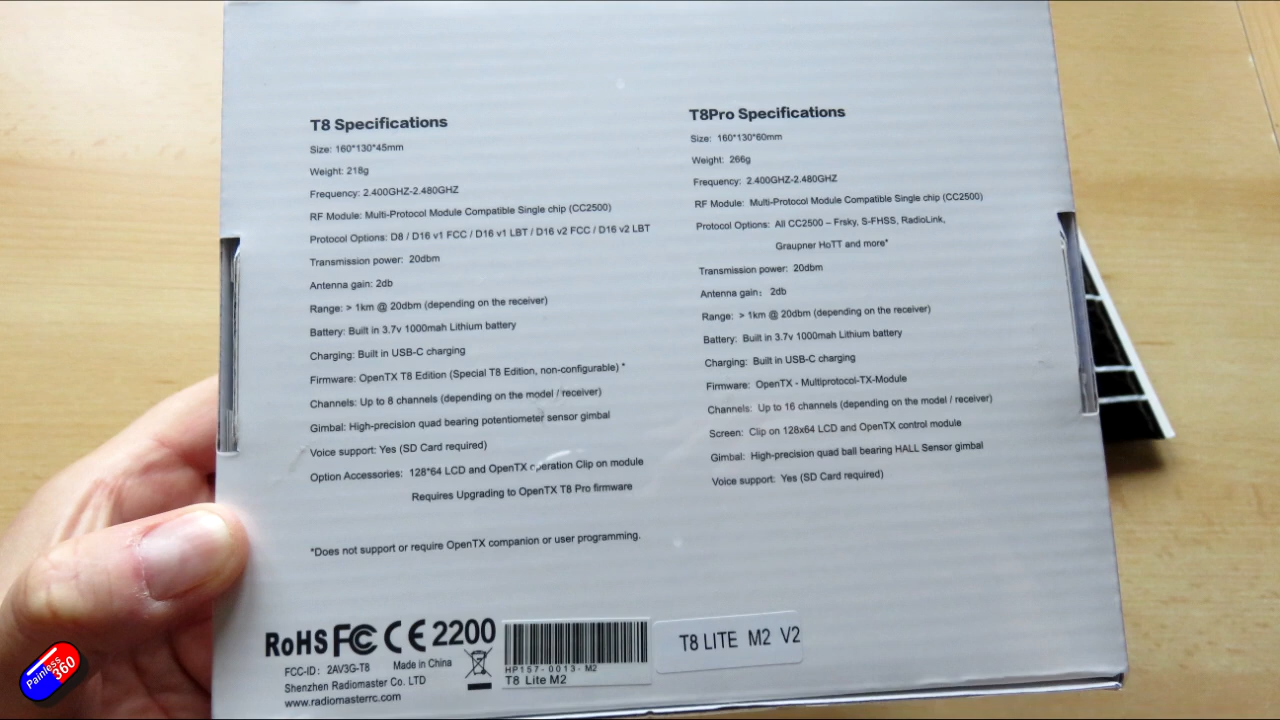 T8 Specifications
Size: 160*130*45mm
Weight: 218g
Frequency: 2.400GHZ-2.480GHZ
RF Module: Multi-Protocol Module Compatible Single chip (CC2500)
Protocol Options: D8 / D16 v1 FCC / D16 v1 LBT / D16 v2 FCC / D16 v2 LBT
Transmission power: 20dbm
Antenna gain: 2db
Range: > 1km @ 20dbm (depending on the receiver)
Battery: Built in 3.7v 1000mah Lithium battery
Charging: Built in USB-C charging
Firmware: OpenTX T8 Edition (Special T8 Edition, non-configurable) *
Channels: Up to 8 channels (depending on the model / receiver)
Gimbal: High-precision quad bearing potentiometer sensor gimbal
Voice support: Yes (SD Card required)
Option Accessories: 128*64 LCD and OpenTX operation Clip on module
Requires Upgrading to OpenTX T8 Pro firmware
*Does not support or require OpenTX companion or user programming.
T8Pro Specifications
Size: 160*130*60mm
Weight: 266g
Frequency: 2.400GHZ-2.480GHZ
RF Module: Multi-Protocol Module Compatible Single chip (CC2500)
Protocol Options: All CC2500 – Frsky, S-FHSS, RadioLink,
Graupner HoTT and more*
Transmission power: 20dbm
Antenna gain: 2db
Range: > 1km @ 20dbm (depending on the receiver)
Battery: Built in 3.7v 1000mah Lithium battery
Charging: Built in USB-C charging
Firmware: OpenTX - Multiprotocol-TX-Module
Channels: Up to 16 channels (depending on the model / receiver)
Screen: Clip on 128x64 LCD and OpenTX control module
Gimbal: High-precision quad ball bearing HALL Sensor gimbal
Voice support: Yes (SD Card required)
RoHS FC CE 2200
FCC-ID: 2AV3G-T8 Made in China
Shenzhen Radiomaster Co. LTD
www.radiomasterrc.com
HP157-0013-M2
T8 Lite M2
T8 LITE M2 V2
Painless
360